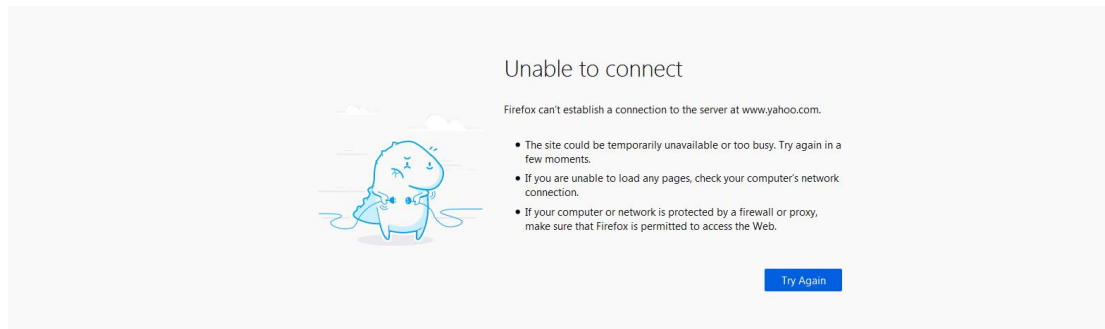 Unable to connect
Firefox can't establish a connection to the server at www.yahoo.com.
• The site could be temporarily unavailable or too busy. Try again in a
few moments.
• If you are unable to load any pages, check your computer's network
connection.
• If your computer or network is protected by a firewall or proxy,
make sure that Firefox is permitted to access the Web.
Try Again